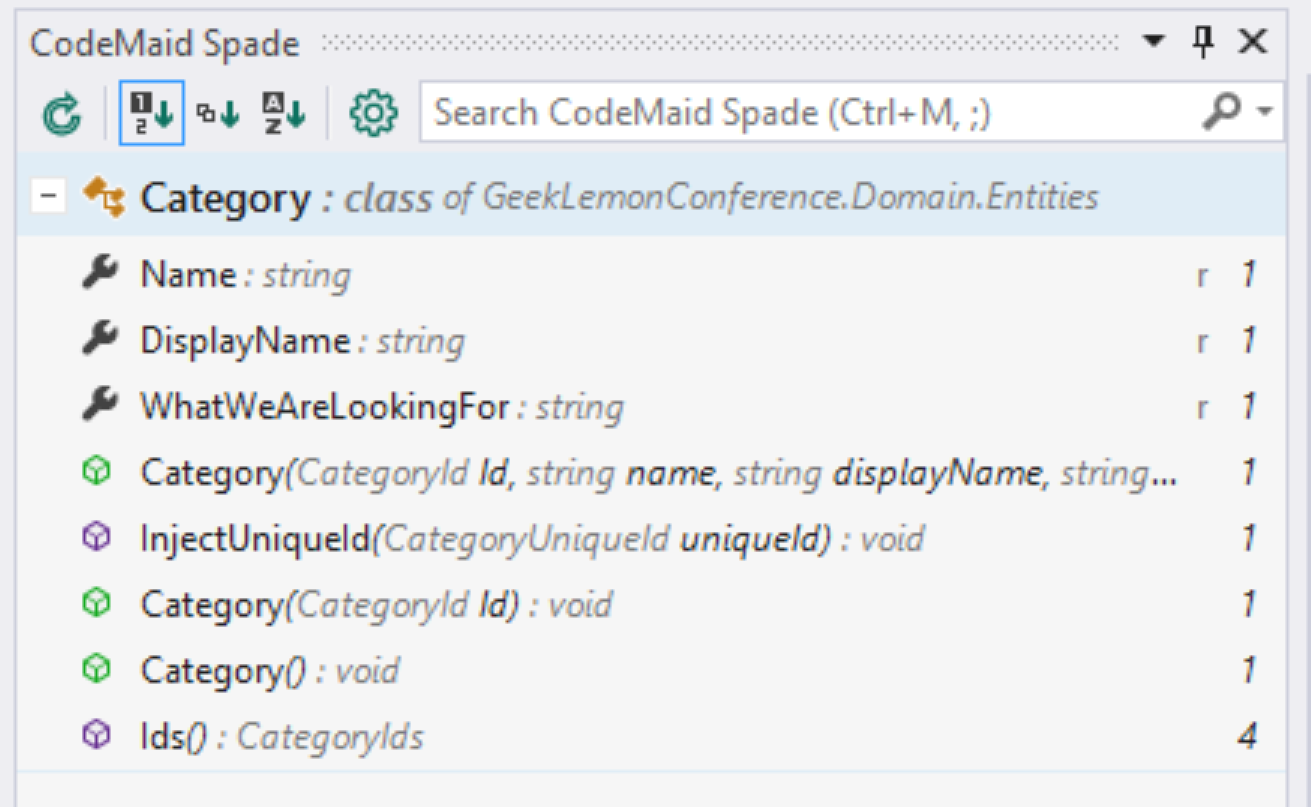 CodeMaid Spade
Search CodeMaid Spade (Ctrl+M, ;)
Category : class of GeekLemonConference.Domain.Entities
Name : string r 1
DisplayName : string r 1
WhatWeAreLookingFor : string r 1
Category(CategoryId Id, string name, string displayName, string... 1
InjectUniqueId(CategoryUniqueId uniqueId) : void 1
Category(CategoryId Id) : void 1
Category() : void 1
Ids() : CategoryIds 4